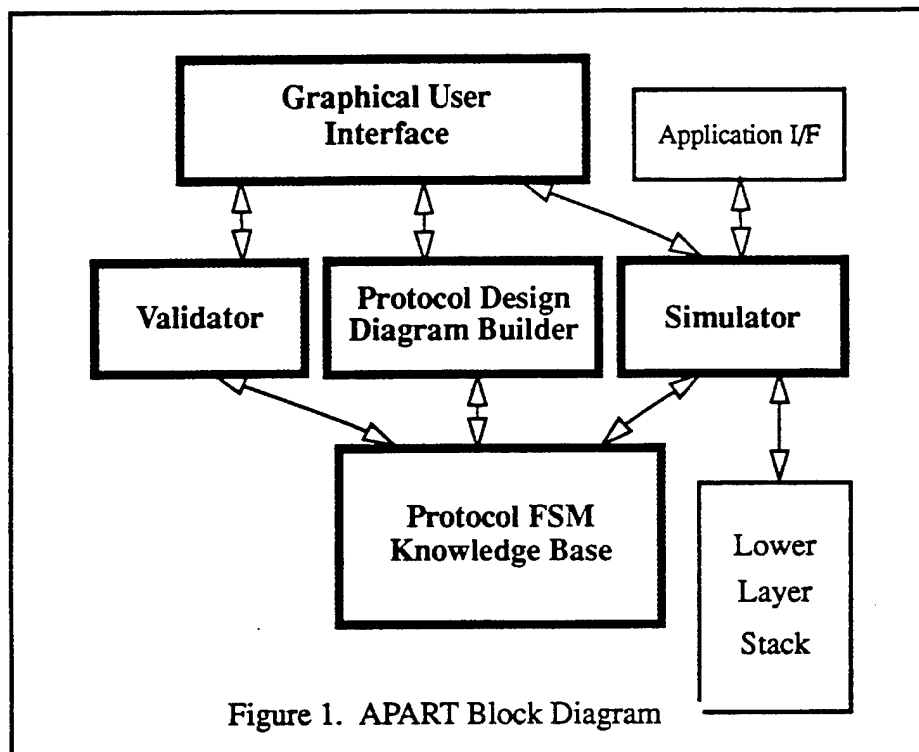 Graphical User
Interface
Application I/F
Validator
Protocol Design
Diagram Builder
Simulator
Protocol FSM
Knowledge Base
Lower
Layer
Stack
Figure 1. APART Block Diagram